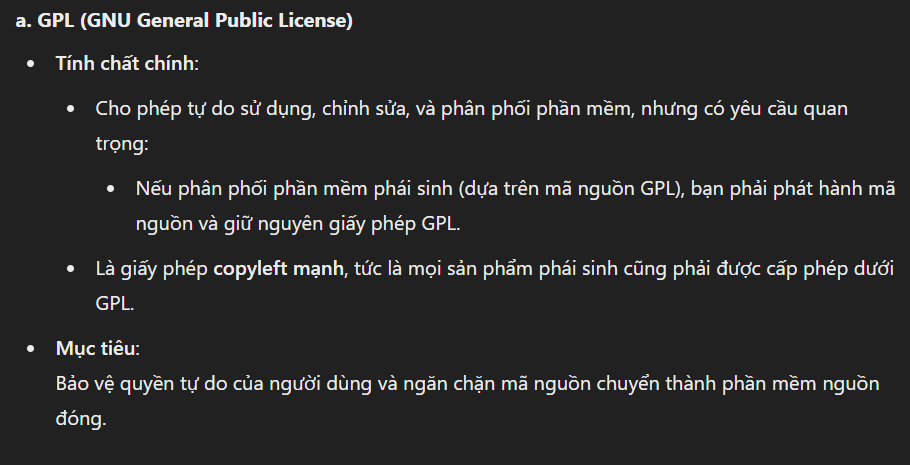 a. GPL (GNU General Public License)
• Tính chất chính:
• Cho phép tự do sử dụng, chỉnh sửa, và phân phối phần mềm, nhưng có yêu cầu quan
trọng:
• Nếu phân phối phần mềm phái sinh (dựa trên mã nguồn GPL), bạn phải phát hành mã
nguồn và giữ nguyên giấy phép GPL.
• Là giấy phép copyleft mạnh, tức là mọi sản phẩm phái sinh cũng phải được cấp phép dưới
GPL.
• Mục tiêu:
Bảo vệ quyền tự do của người dùng và ngăn chặn mã nguồn chuyển thành phần mềm nguồn
đóng.